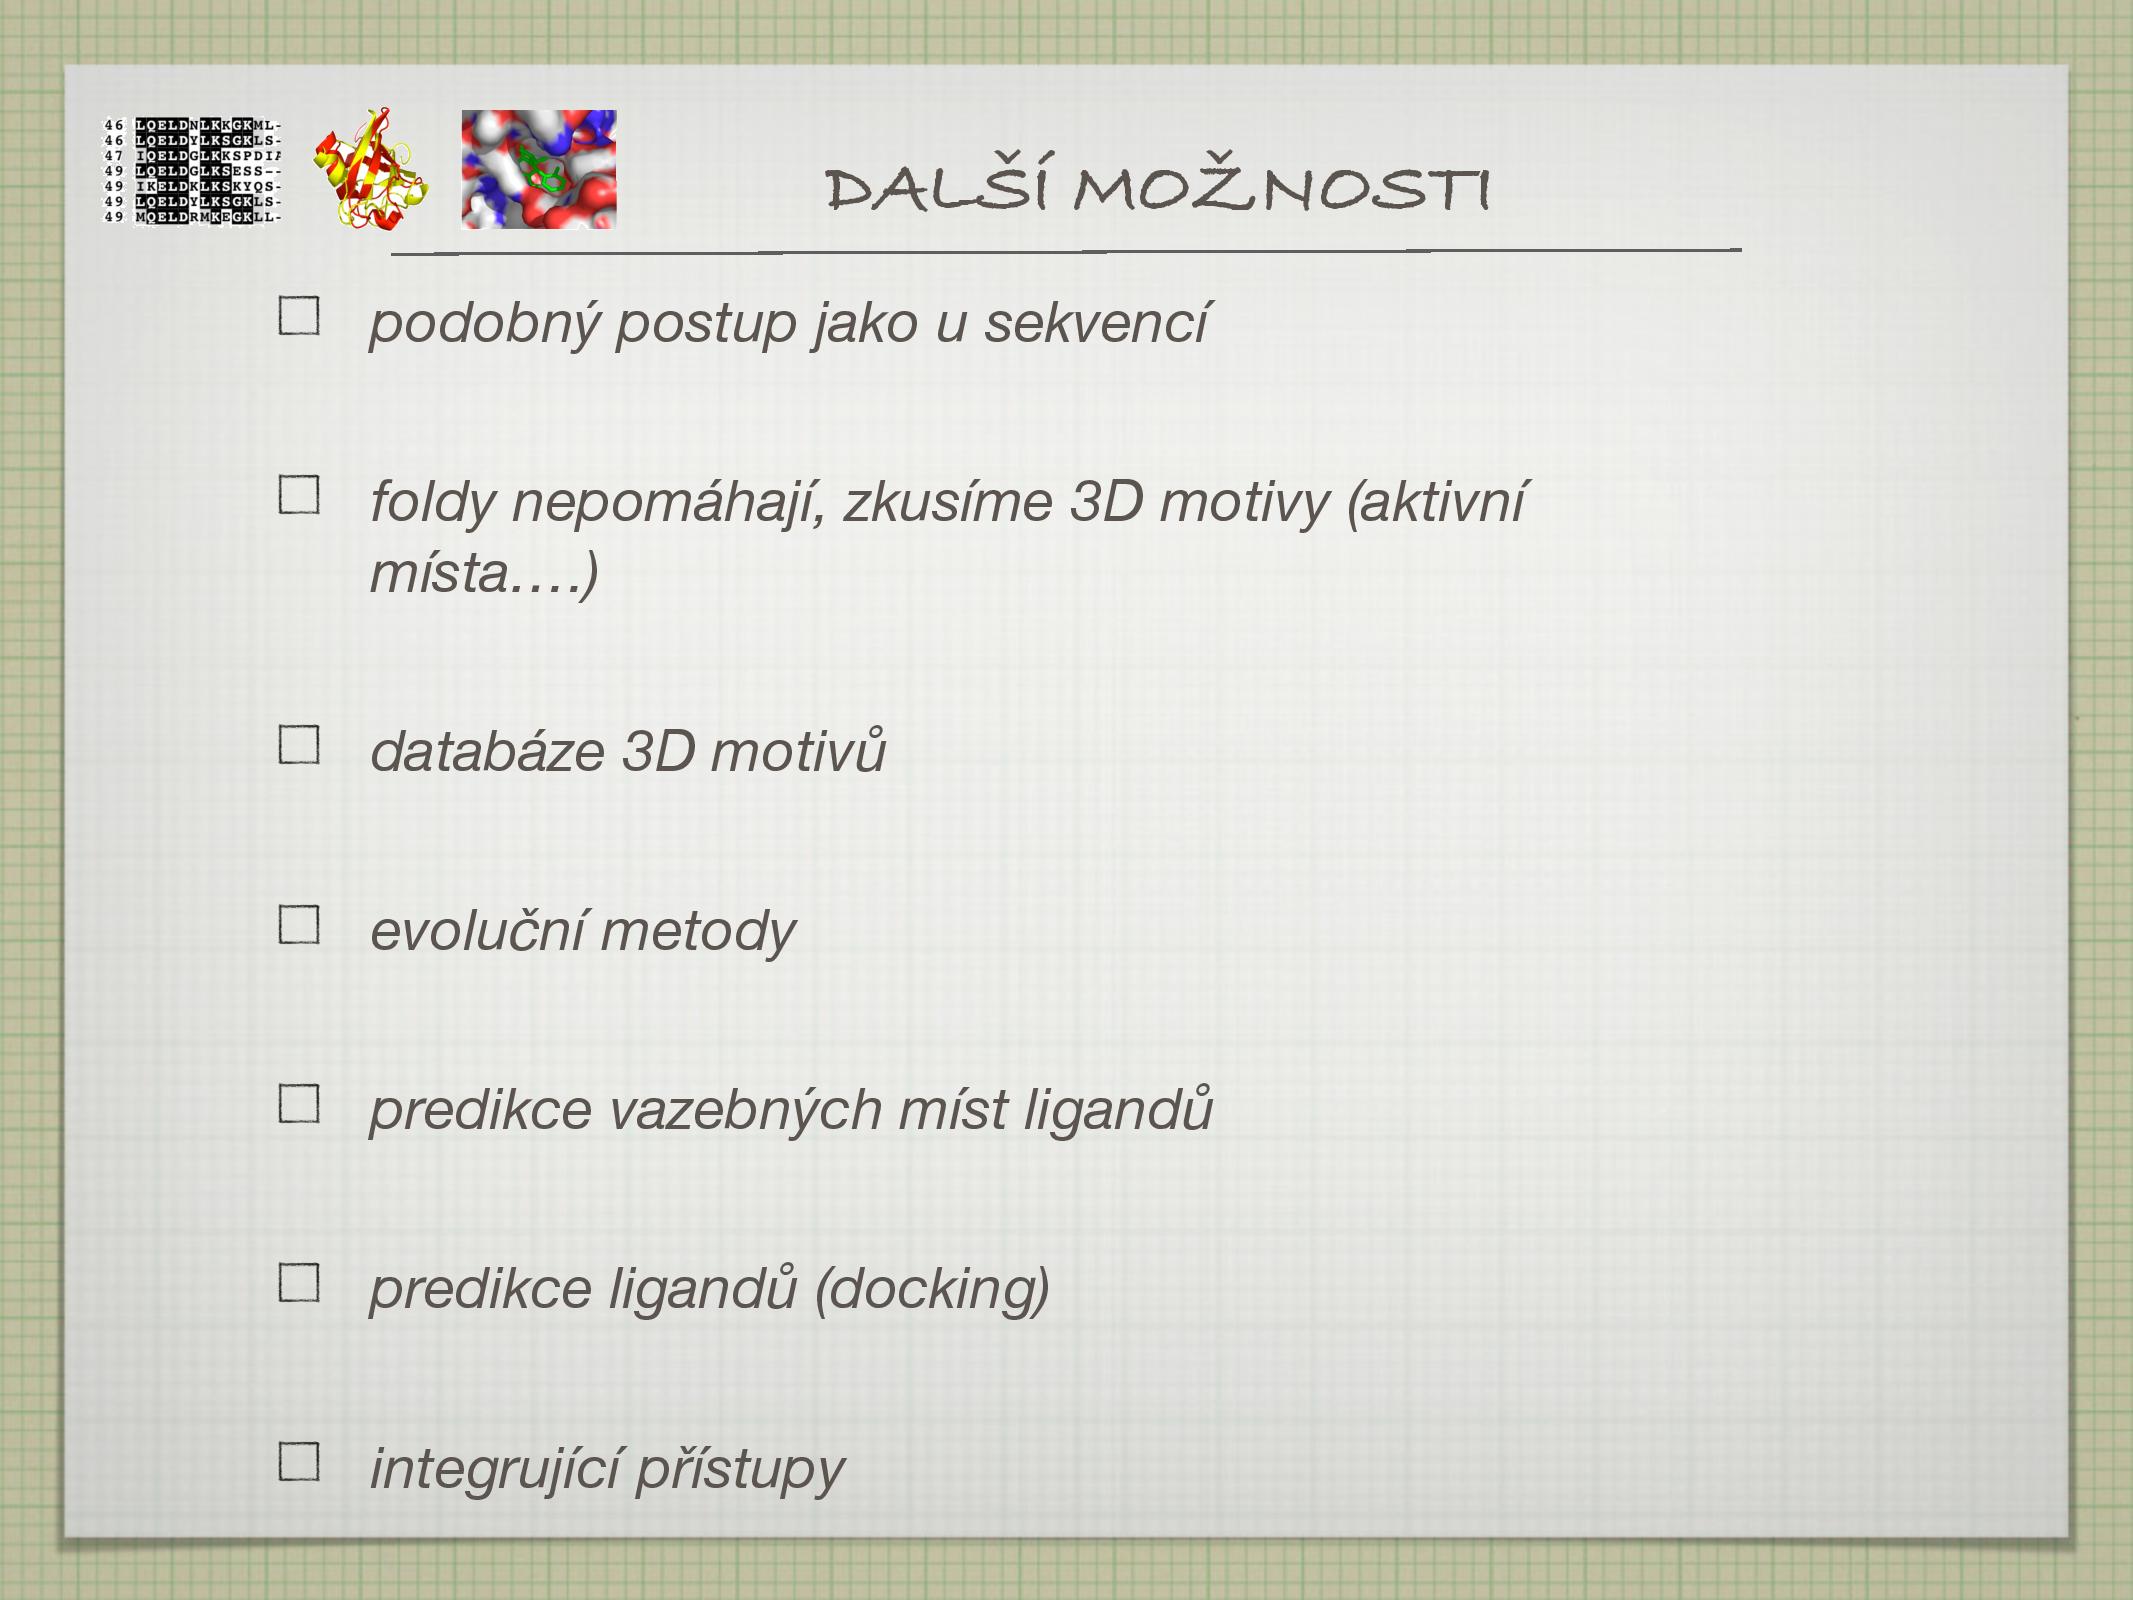 46 LQELDNLKKGKML-
46 LQELDYLKSGKLS-
47 IQELDGLKKSPDIA
49 LQELDGLKSESS--
49 IKELDKLKSKYQS-
49 LQELDYLKSGKLS-
49 MQELDRMKEGKLL-
DALŠÍ MOŽNOSTI
podobný postup jako u sekvencí
foldy nepomáhají, zkusíme 3D motivy (aktivní
místa….)
databáze 3D motivů
evoluční metody
predikce vazebných míst ligandů
predikce ligandů (docking)
integrující přístupy